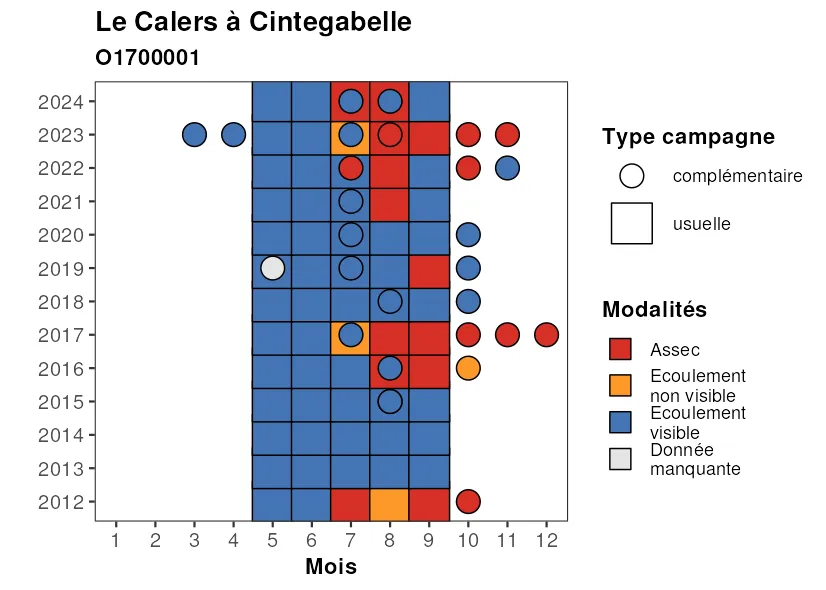 Le Calers à Cintegabelle
O1700001
2024
2023
2022
2021
2020
2019
2018
2017
2016
2015
2014
2013
2012
1 2 3 4 5 6 7 8 9 10 11 12
Mois
Type campagne
complémentaire
usuelle
Modalités
Assec
Ecoulement
non visible
Ecoulement
visible
Donnée
manquante